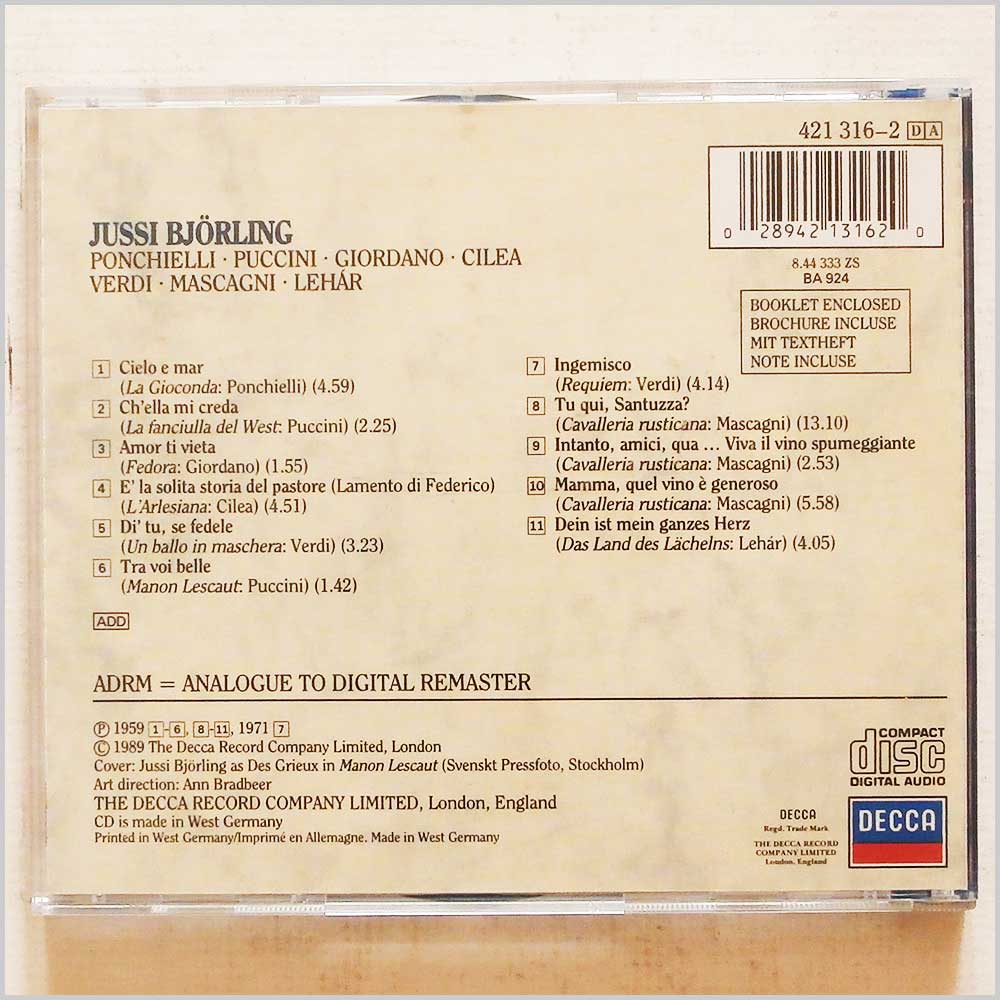 421 316-2 DA
0 28942 13162 0
8.44 333 ZS
BA 924
BOOKLET ENCLOSED
BROCHURE INCLUSE
MIT TEXTHEFT
NOTE INCLUSE
JUSSI BJÖRLING
PONCHIELLI · PUCCINI · GIORDANO · CILEA
VERDI · MASCAGNI · LEHÁR
1 Cielo e mar
(La Gioconda: Ponchielli) (4.59)
2 Ch'ella mi creda
(La fanciulla del West: Puccini) (2.25)
3 Amor ti vieta
(Fedora: Giordano) (1.55)
4 E' la solita storia del pastore (Lamento di Federico)
(L'Arlesiana: Cilea) (4.51)
5 Di' tu, se fedele
(Un ballo in maschera: Verdi) (3.23)
6 Tra voi belle
(Manon Lescaut: Puccini) (1.42)
7 Ingemisco
(Requiem: Verdi) (4.14)
8 Tu qui, Santuzza?
(Cavalleria rusticana: Mascagni) (13.10)
9 Intanto, amici, qua ... Viva il vino spumeggiante
(Cavalleria rusticana: Mascagni) (2.53)
10 Mamma, quel vino è generoso
(Cavalleria rusticana: Mascagni) (5.58)
11 Dein ist mein ganzes Herz
(Das Land des Lächelns: Lehár) (4.05)
ADD
ADRM = ANALOGUE TO DIGITAL REMASTER
℗ 1959 1-6, 8-11, 1971 7
© 1989 The Decca Record Company Limited, London
Cover: Jussi Björling as Des Grieux in Manon Lescaut (Svenskt Pressfoto, Stockholm)
Art direction: Ann Bradbeer
THE DECCA RECORD COMPANY LIMITED, London, England
CD is made in West Germany
Printed in West Germany/Imprimé en Allemagne. Made in West Germany
COMPACT
disc
DIGITAL AUDIO
DECCA
Regd. Trade Mark
THE DECCA RECORD
COMPANY LIMITED
London, England
DECCA